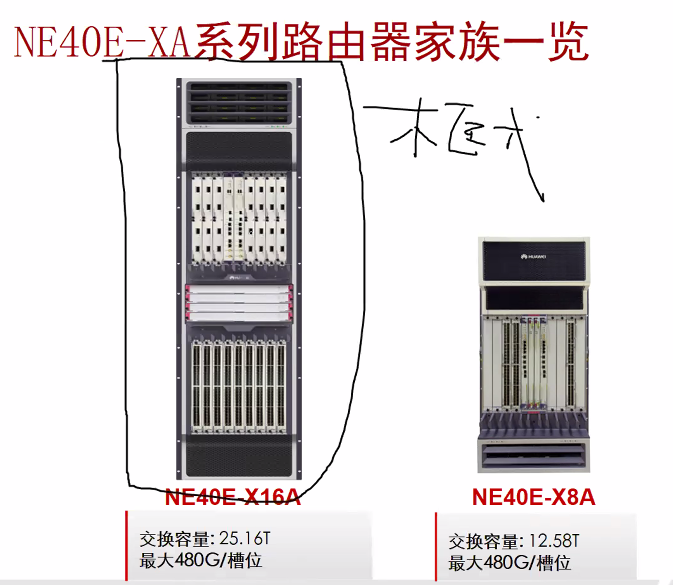 NE40E-XA系列路由器家族一览
框式
HUAWEI
NE40E-X16A
NE40E-X8A
交换容量: 25.16T
最大480G/槽位
交换容量: 12.58T
最大480G/槽位